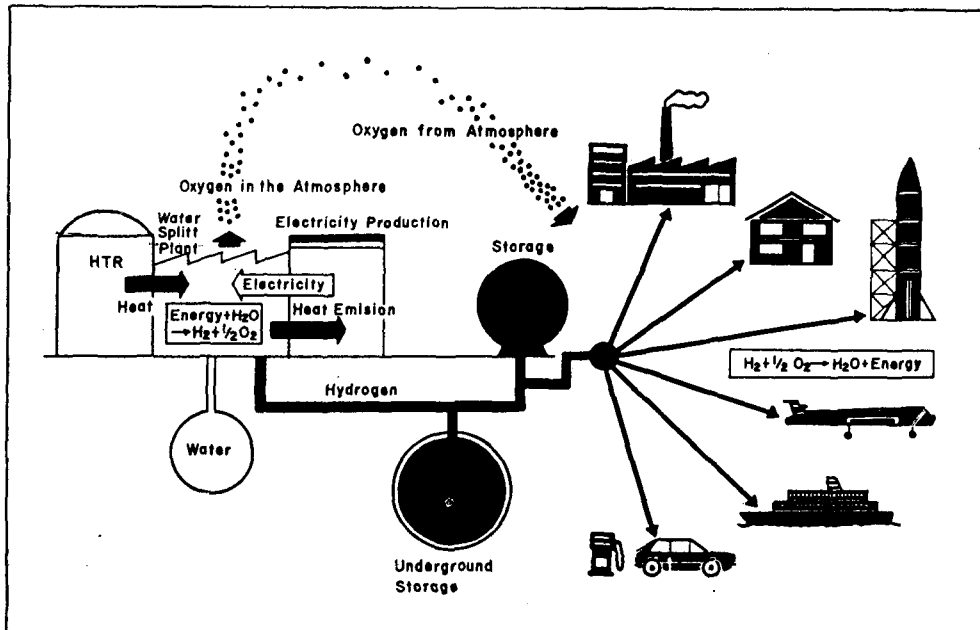 Oxygen from Atmosphere
Oxygen in the Atmosphere
Water
Splitt
Plant
Electricity Production
HTR
Storage
Heat
Electricity
Energy+H₂O
→H₂+½O₂
Heat Emision
H₂+½ O₂→H₂O+Energy
Hydrogen
Water
Underground
Storage